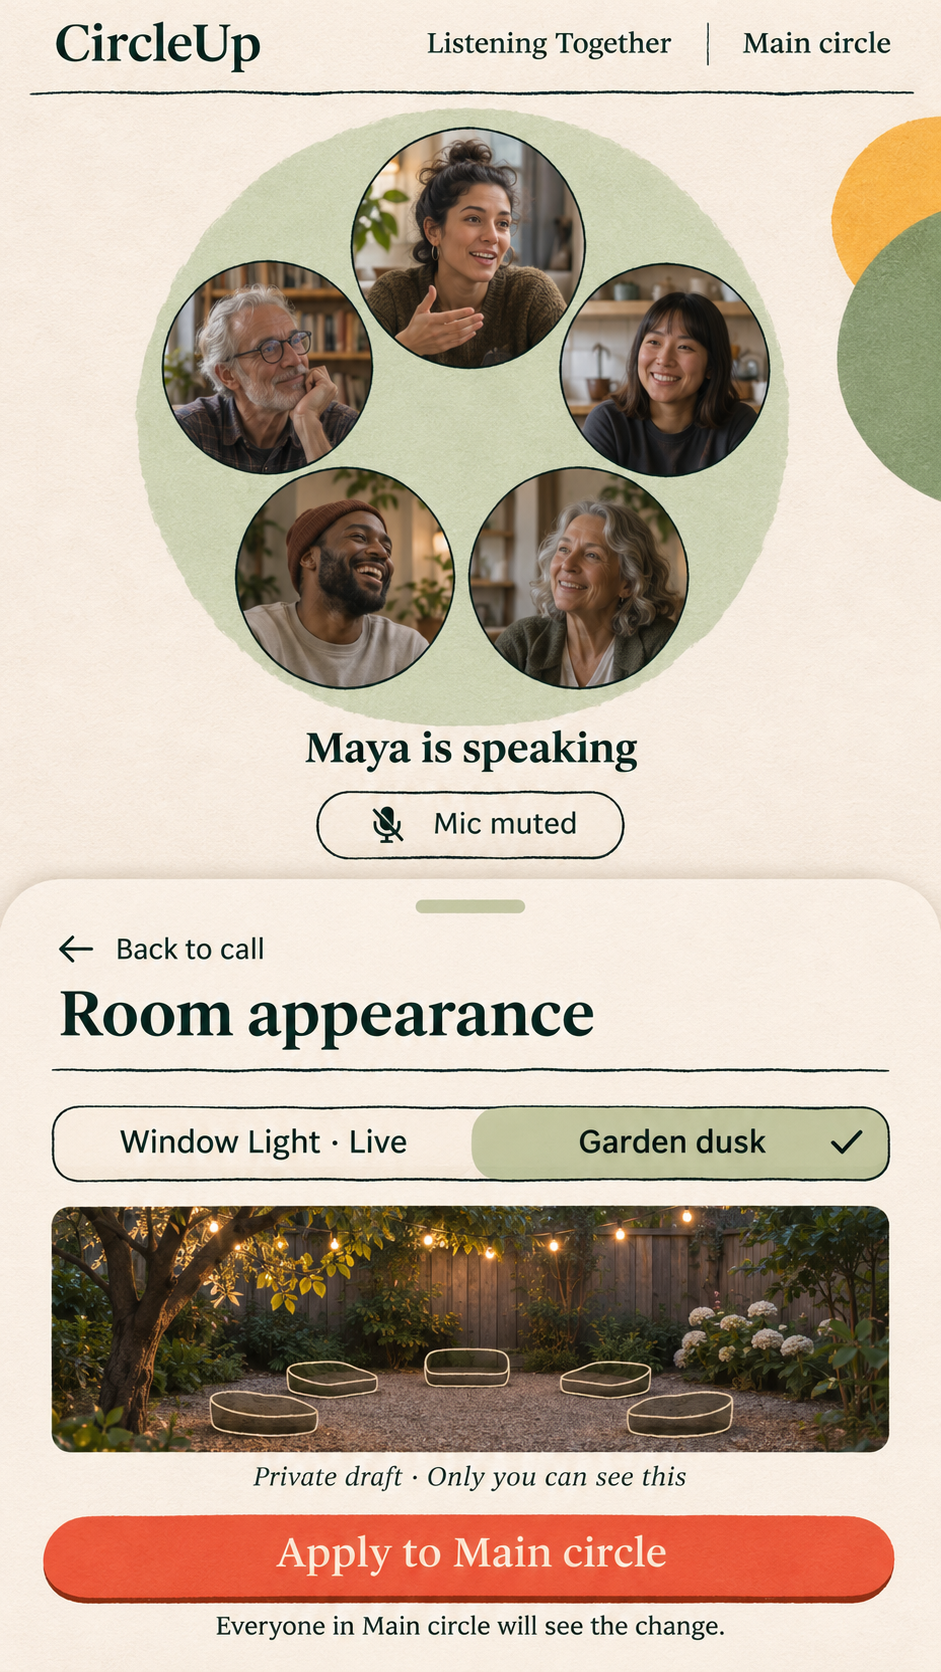 CircleUp
Listening Together
Main circle
Maya is speaking
Mic muted
Back to call
Room appearance
Window Light · Live
Garden dusk
Private draft · Only you can see this
Apply to Main circle
Everyone in Main circle will see the change.